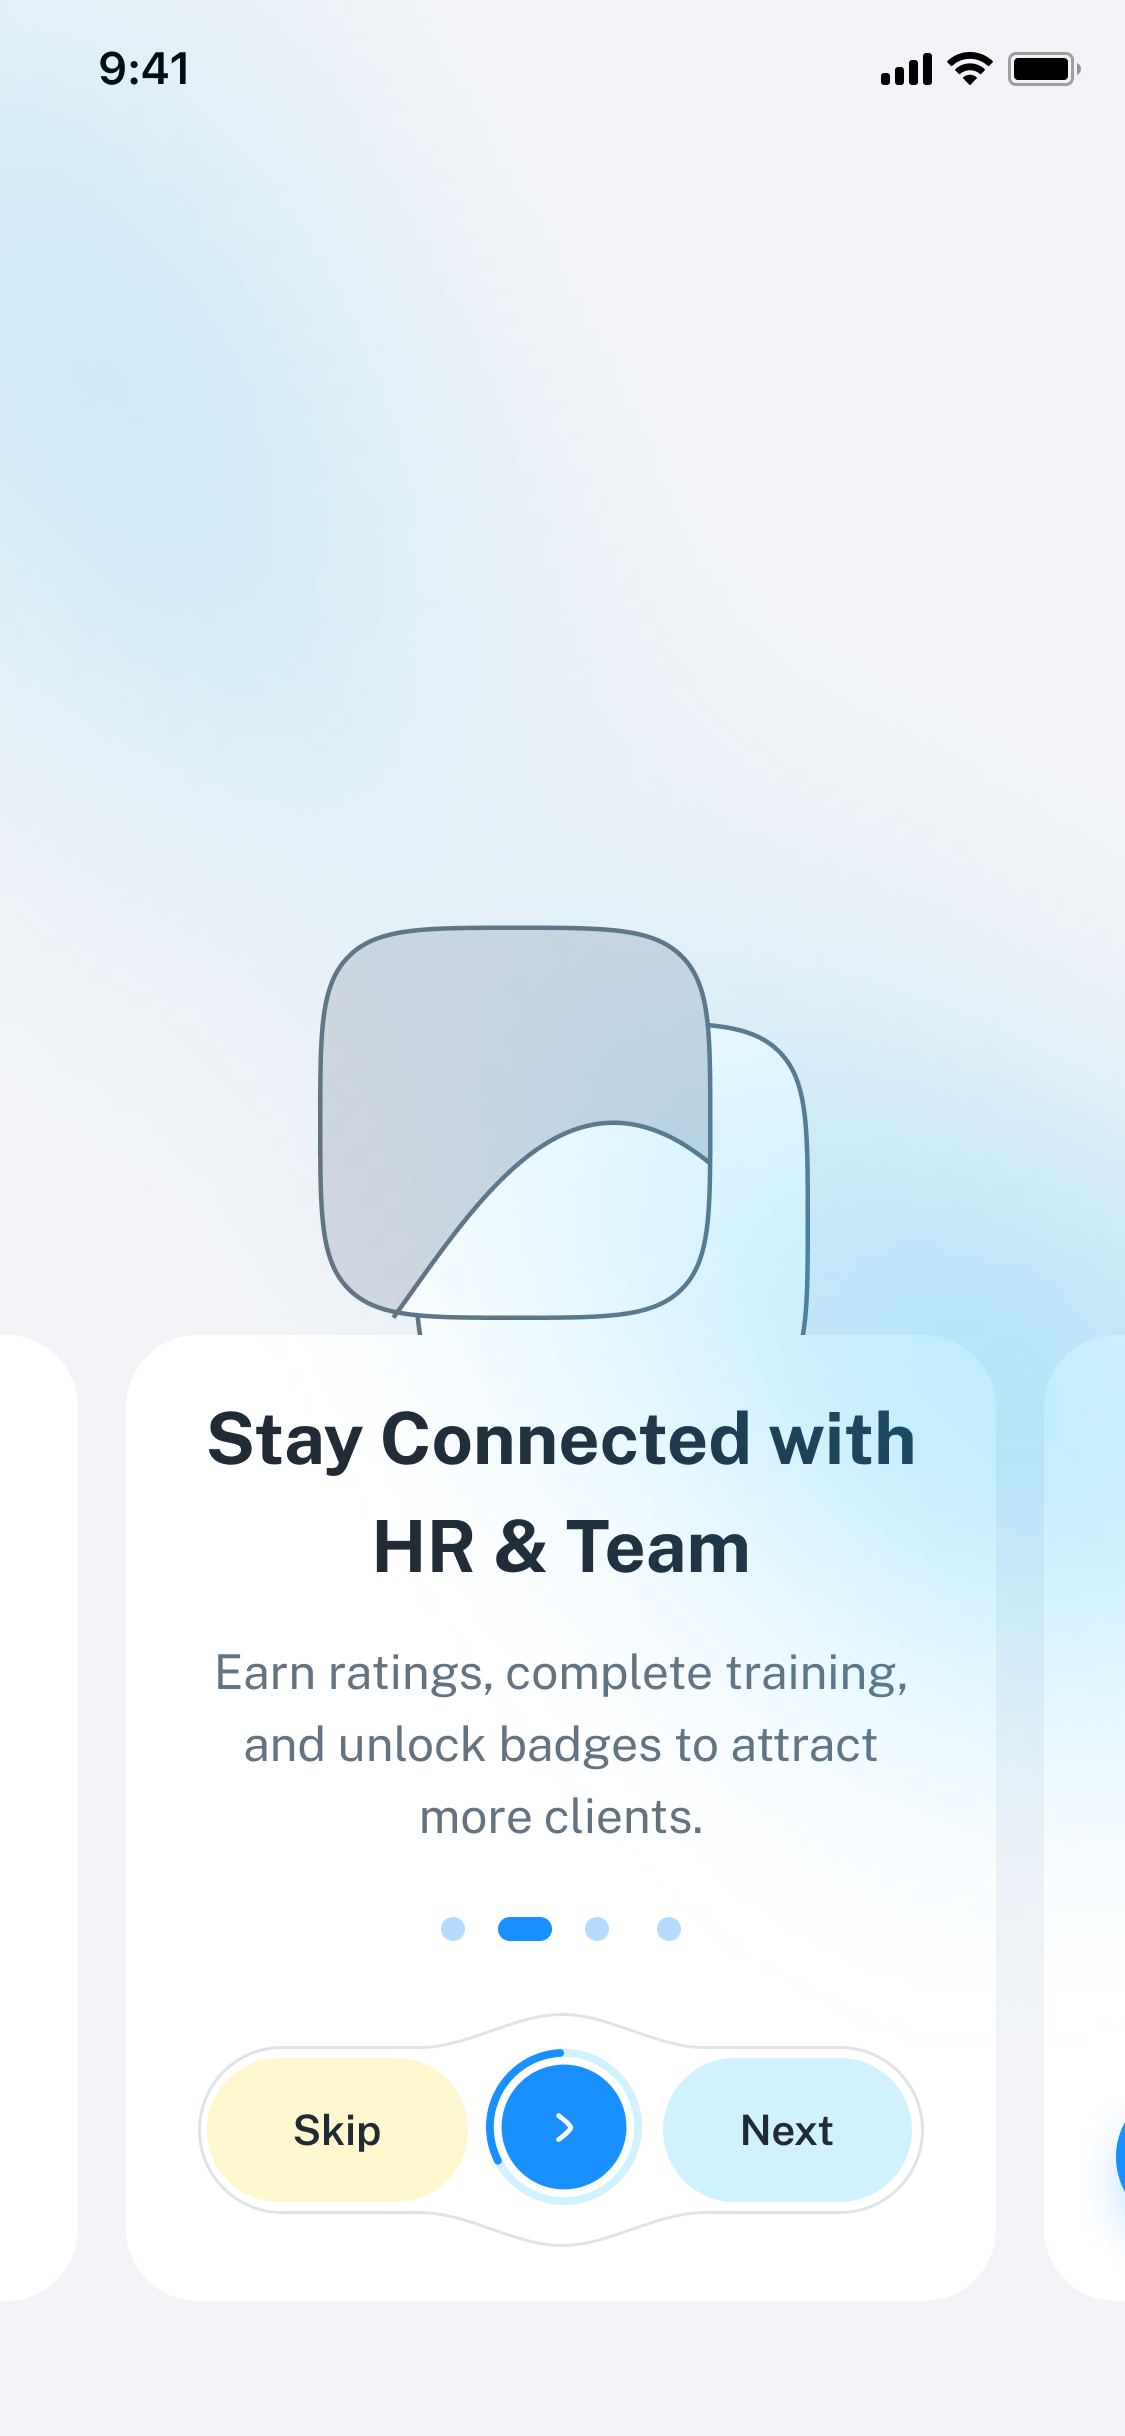 9:41
Stay Connected with
HR & Team
Earn ratings, complete training,
and unlock badges to attract
more clients.
Skip
Next